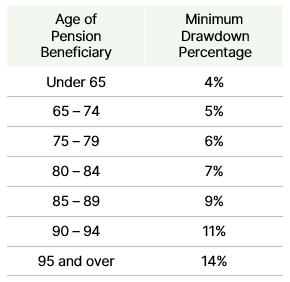 Age of Minimum
Pension Drawdown
Beneficiary Percentage
Under 65 4%
65 – 74 5%
75 – 79 6%
80 – 84 7%
85 – 89 9%
90 – 94 11%
95 and over 14%